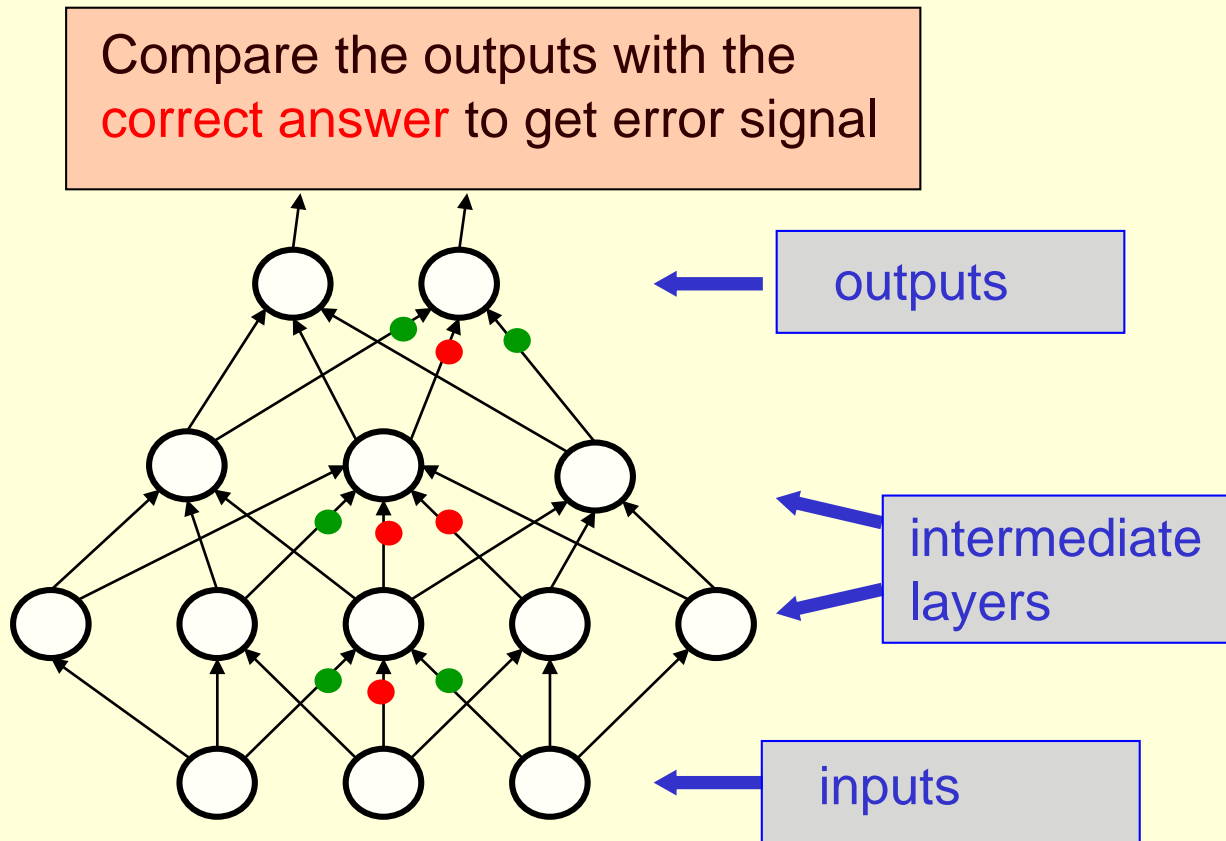 Compare the outputs with the
correct answer to get error signal
outputs
intermediate
layers
inputs